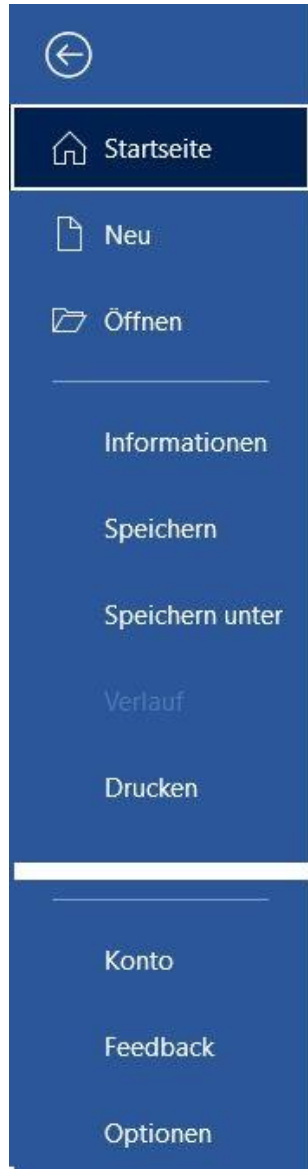 Startseite
Neu
Öffnen
Informationen
Speichern
Speichern unter
Verlauf
Drucken
Konto
Feedback
Optionen